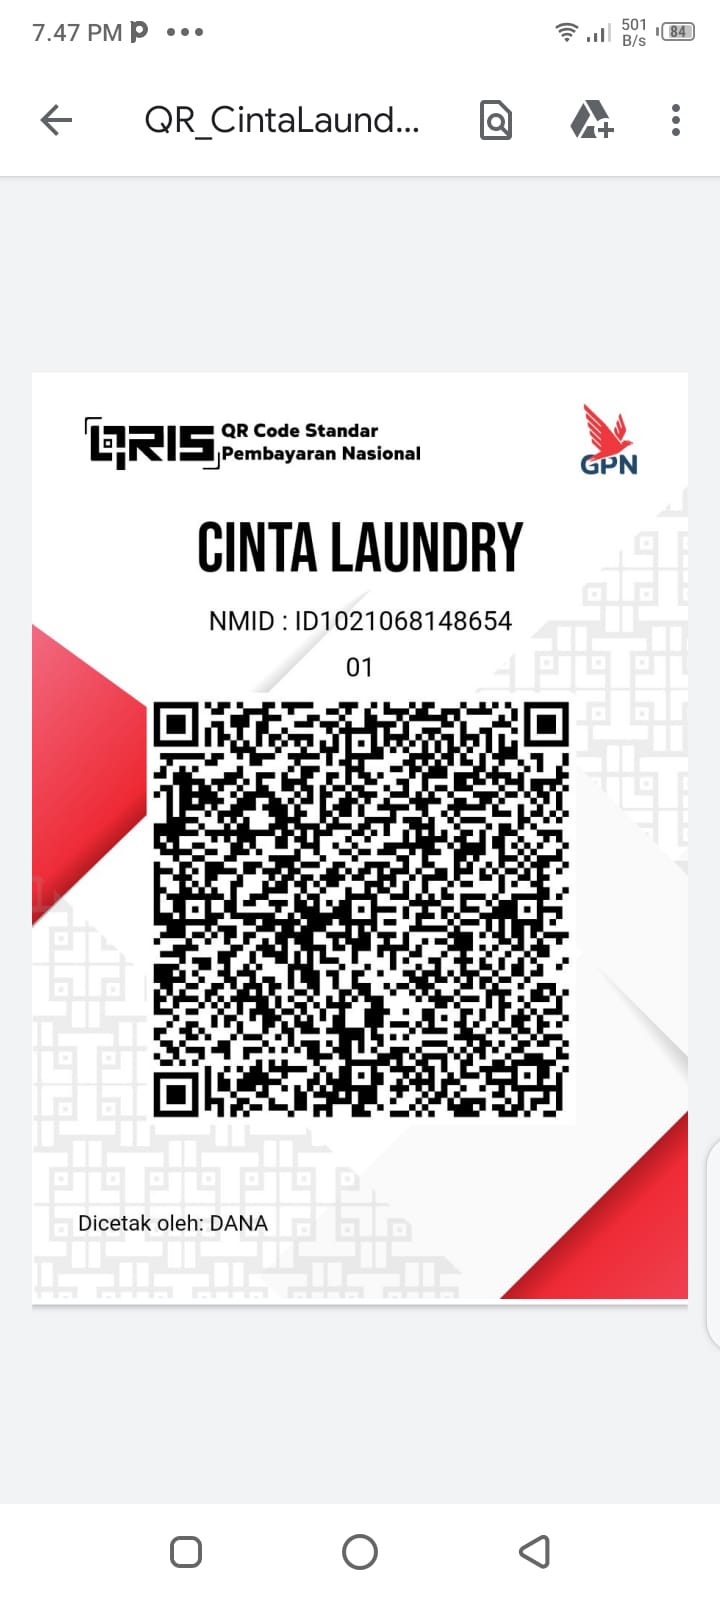 7.47 PM
501
B/s
84
QR_CintaLaund...
QRIS
QR Code Standar
Pembayaran Nasional
GPN
CINTA LAUNDRY
NMID : ID1021068148654
01
Dicetak oleh: DANA